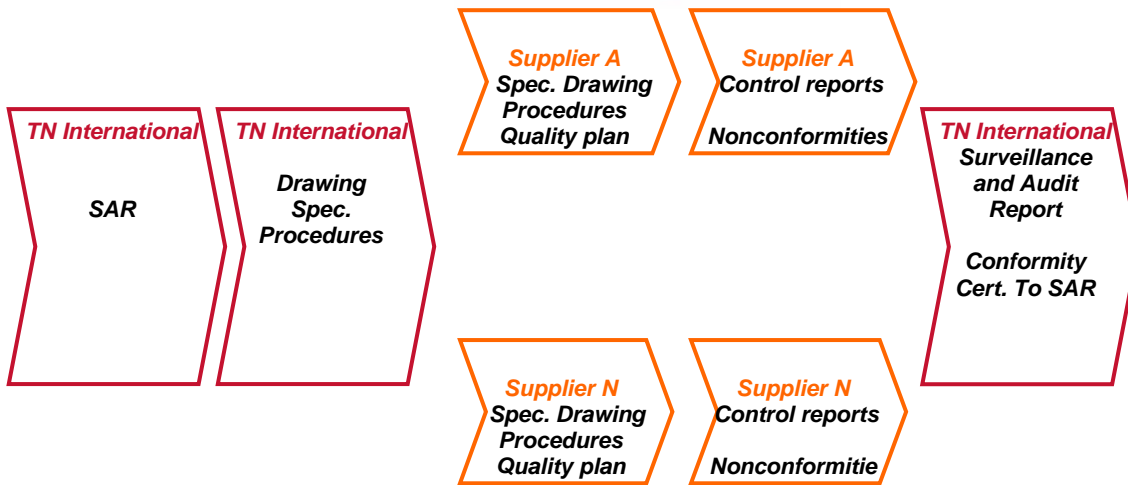 TN International
SAR
TN International
Drawing
Spec.
Procedures
Supplier A
Spec. Drawing
Procedures
Quality plan
Supplier A
Control reports
Nonconformities
Supplier N
Spec. Drawing
Procedures
Quality plan
Supplier N
Control reports
Nonconformitie
TN International
Surveillance
and Audit
Report
Conformity
Cert. To SAR